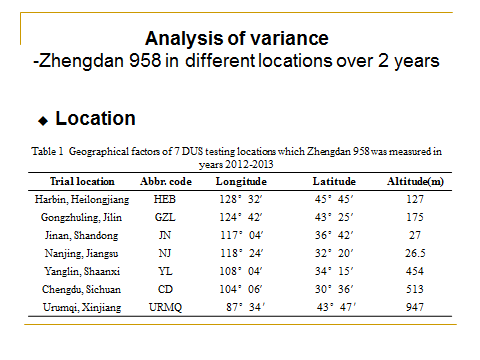 Analysis of variance
-Zhengdan 958 in different locations over 2 years
◆ Location
Table 1 Geographical factors of 7 DUS testing locations which Zhengdan 958 was measured in
years 2012-2013
Trial location Abbr. code Longitude Latitude Altitude(m)
Harbin, Heilongjiang HEB 128° 32′ 45° 45′ 127
Gongzhuling, Jilin GZL 124° 42′ 43° 25′ 175
Jinan, Shandong JN 117° 04′ 36° 42′ 27
Nanjing, Jiangsu NJ 118° 24′ 32° 20′ 26.5
Yanglin, Shaanxi YL 108° 04′ 34° 15′ 454
Chengdu, Sichuan CD 104° 06′ 30° 36′ 513
Urumqi, Xinjiang URMQ 87° 34′ 43° 47′ 947